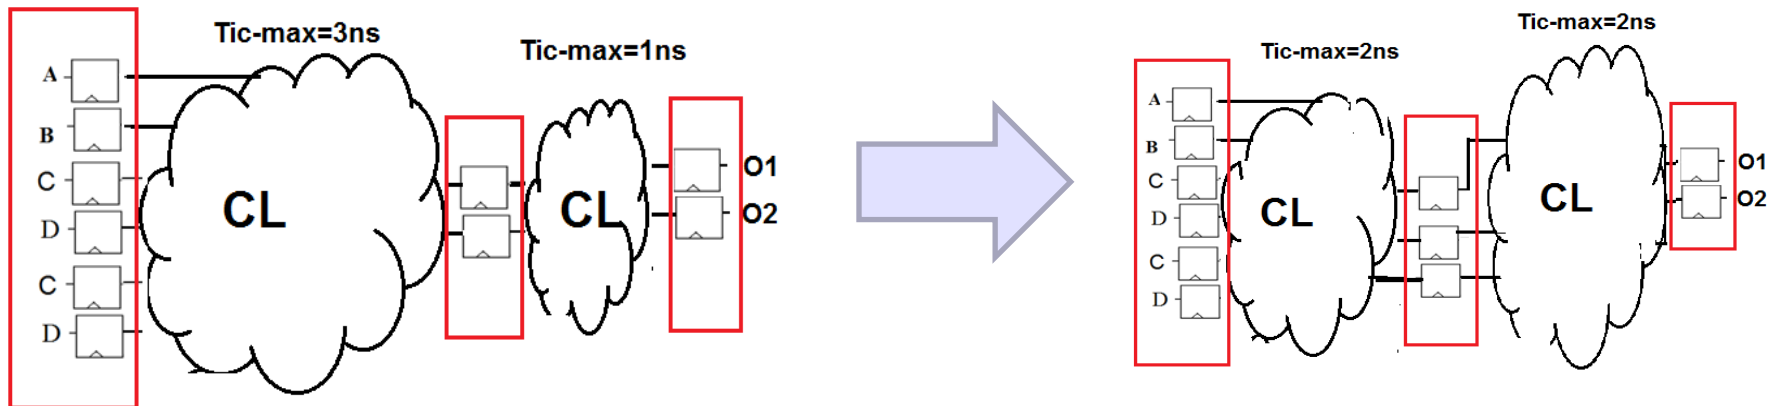 Tic-max=3ns
Tic-max=1ns
A
B
C
D
C
D
CL
CL
O1
O2
Tic-max=2ns
Tic-max=2ns
A
B
C
D
C
D
CL
CL
O1
O2